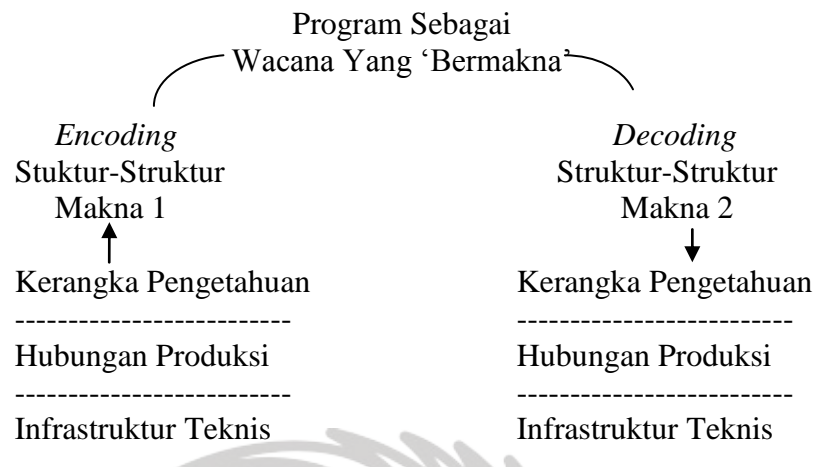 Program Sebagai
Wacana Yang ‘Bermakna’
Encoding
Stuktur-Struktur
Makna 1
Kerangka Pengetahuan
--------------------------
Hubungan Produksi
--------------------------
Infrastruktur Teknis
Decoding
Struktur-Struktur
Makna 2
Kerangka Pengetahuan
--------------------------
Hubungan Produksi
--------------------------
Infrastruktur Teknis